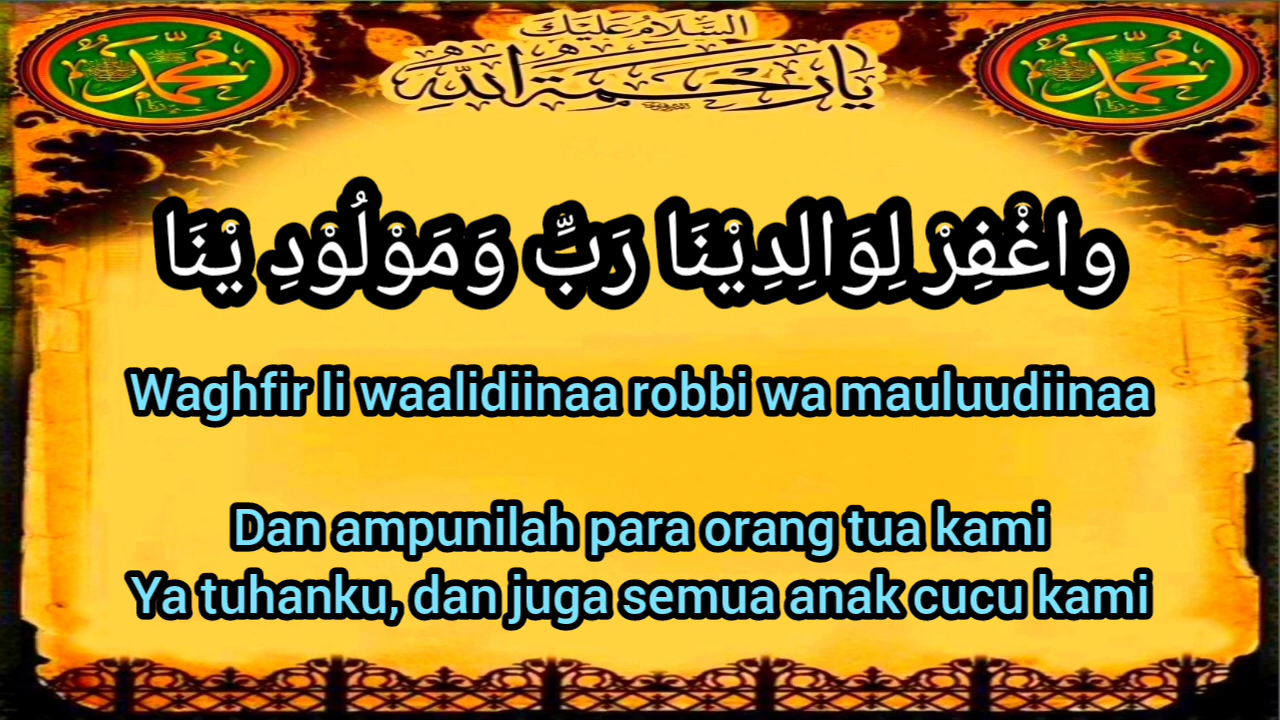 السلام عليك
يا رحمة الله
محمد
محمد
واغْفِرْ لِوَالِدِيْنَا رَبِّ وَمَوْلُوْدِ يْنَا
Waghfir li waalidiinaa robbi wa mauluudiinaa
Dan ampunilah para orang tua kami
Ya tuhanku, dan juga semua anak cucu kami